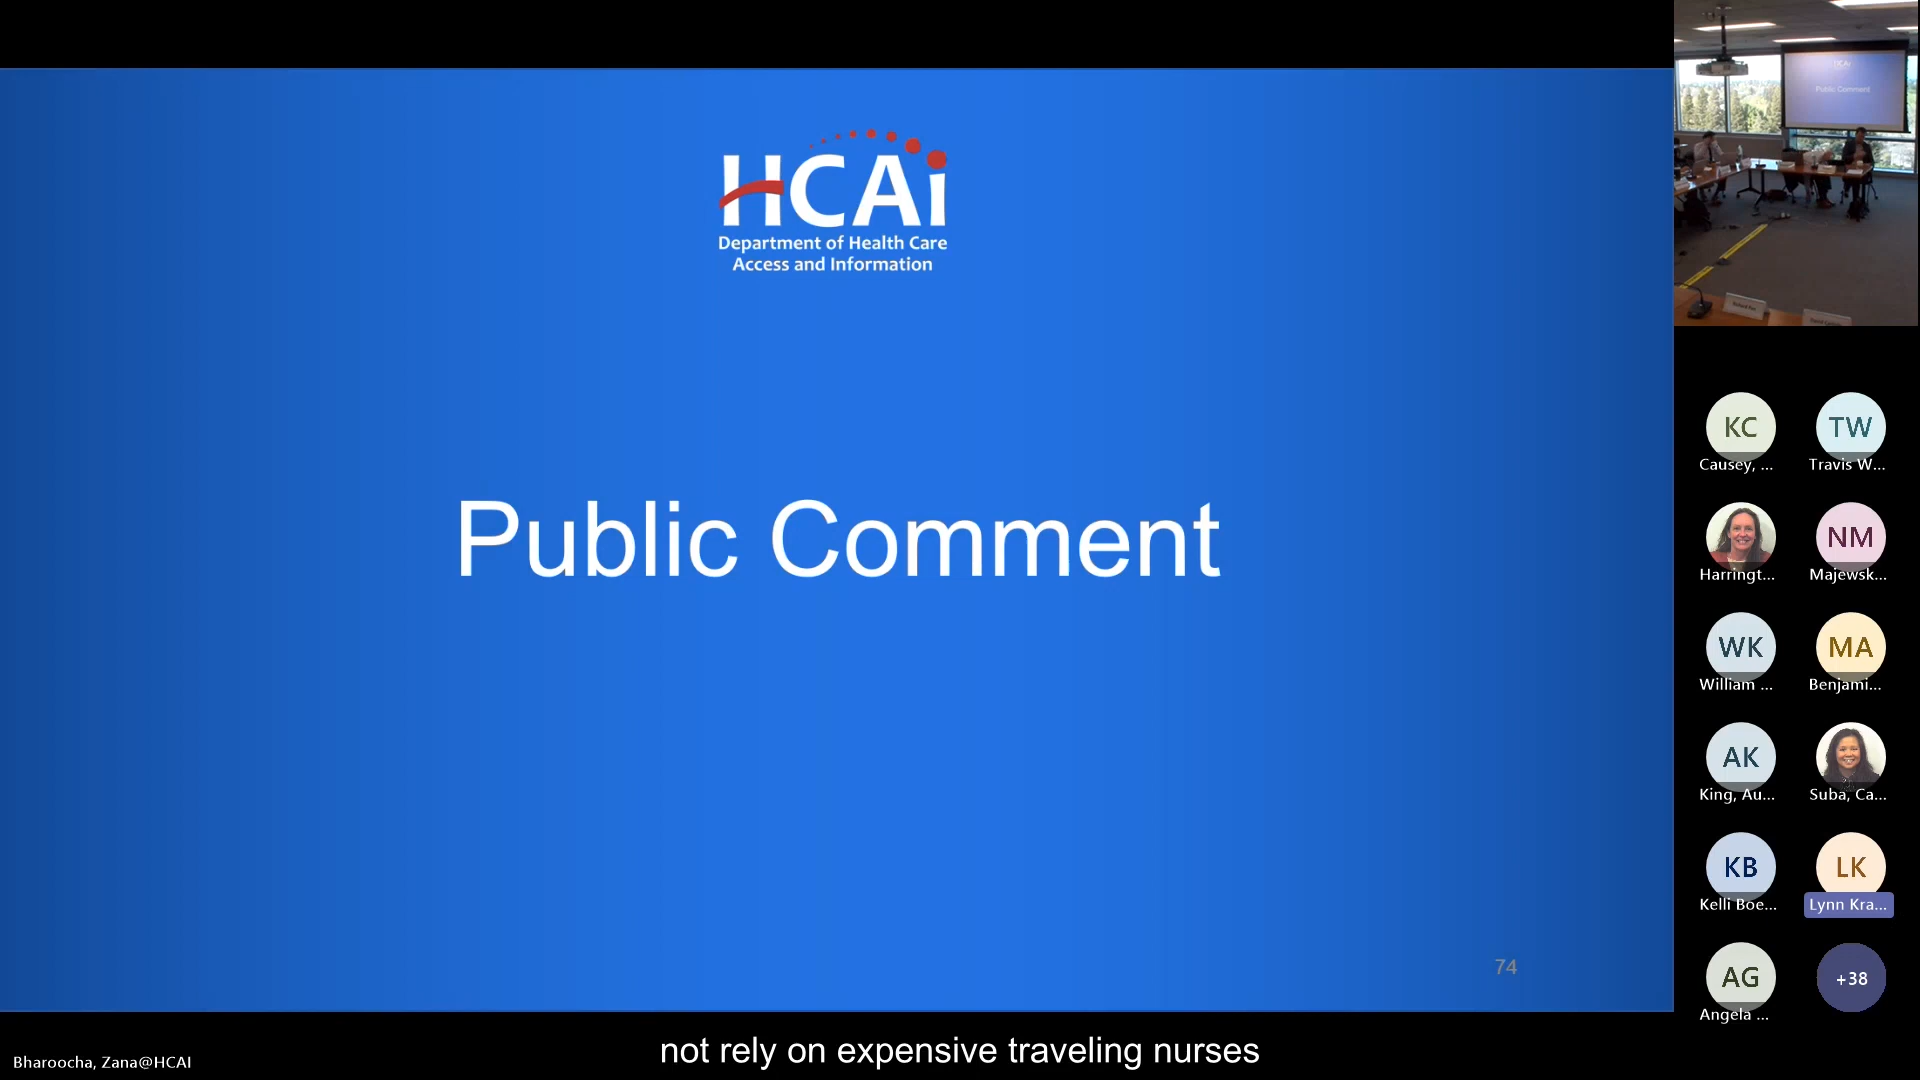 HCAi
Department of Health Care
Access and Information
Public Comment
74
Public Comment
KC
Causey, ...
TW
Travis W...
Harringt...
NM
Majewsk...
WK
William ...
MA
Benjami...
AK
King, Au...
Suba, Ca...
KB
Kelli Boe...
LK
Lynn Kra...
AG
Angela ...
+38
not rely on expensive traveling nurses
Bharoocha, Zana@HCAI